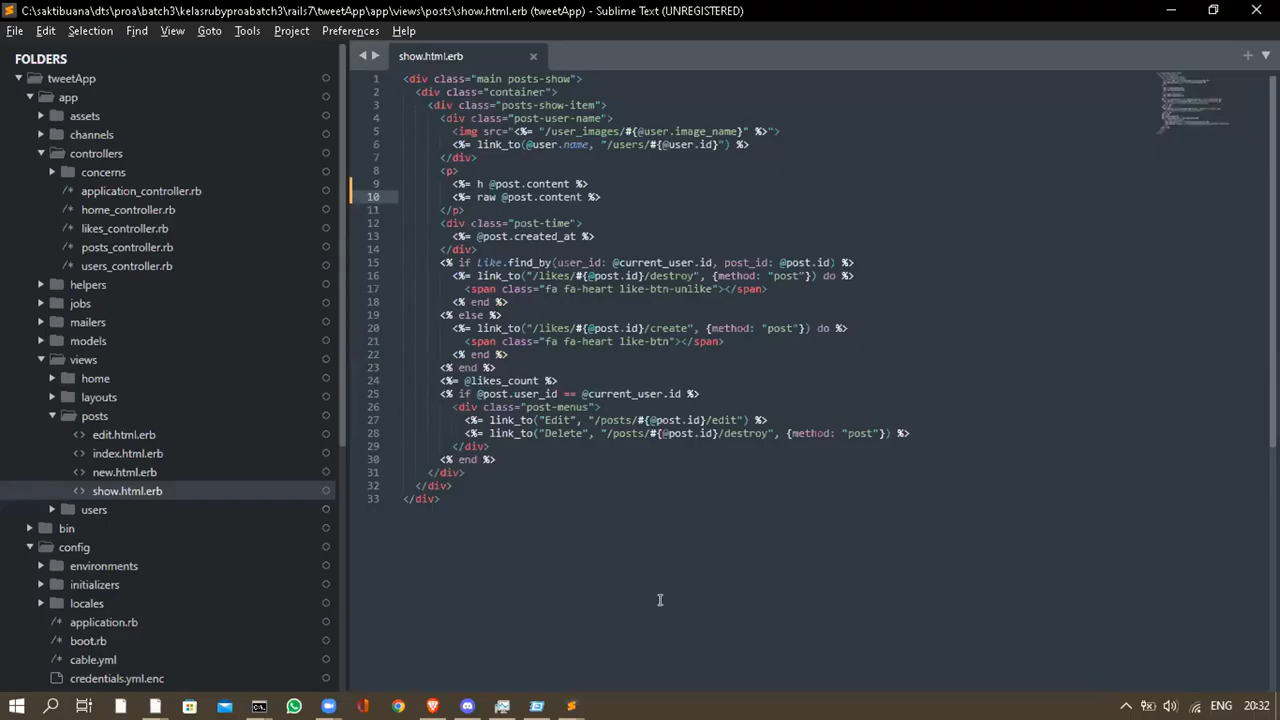 C:\saktibuana\dts\proa\batch3\kelasrubyproabatch3\rails7\tweetApp\app\views\posts\show.html.erb (tweetApp) - Sublime Text (UNREGISTERED)
File Edit Selection Find View Goto Tools Project Preferences Help
FOLDERS
tweetApp
app
assets
channels
controllers
concerns
/* application_controller.rb
/* home_controller.rb
/* likes_controller.rb
/* posts_controller.rb
/* users_controller.rb
helpers
jobs
mailers
models
views
home
layouts
posts
<> edit.html.erb
<> index.html.erb
<> new.html.erb
<> show.html.erb
users
bin
config
environments
initializers
locales
/* application.rb
/* boot.rb
/* cable.yml
/* credentials.yml.enc
show.html.erb
1 <div class="main posts-show">
2 <div class="container">
3 <div class="posts-show-item">
4 <div class="post-user-name">
5 <img src="<%= "/user_images/#{@user.image_name}" %>">
6 <%= link_to(@user.name, "/users/#{@user.id}") %>
7 </div>
8 <p>
9 <%= h @post.content %>
10 <%= raw @post.content %>
11 </p>
12 <div class="post-time">
13 <%= @post.created_at %>
14 </div>
15 <% if Like.find_by(user_id: @current_user.id, post_id: @post.id) %>
16 <%= link_to("/likes/#{@post.id}/destroy", {method: "post"}) do %>
17 <span class="fa fa-heart like-btn-unlike"></span>
18 <% end %>
19 <% else %>
20 <%= link_to("/likes/#{@post.id}/create", {method: "post"}) do %>
21 <span class="fa fa-heart like-btn"></span>
22 <% end %>
23 <% end %>
24 <%= @likes_count %>
25 <% if @post.user_id == @current_user.id %>
26 <div class="post-menus">
27 <%= link_to("Edit", "/posts/#{@post.id}/edit") %>
28 <%= link_to("Delete", "/posts/#{@post.id}/destroy", {method: "post"}) %>
29 </div>
30 <% end %>
31 </div>
32 </div>
33 </div>
ENG 20:32